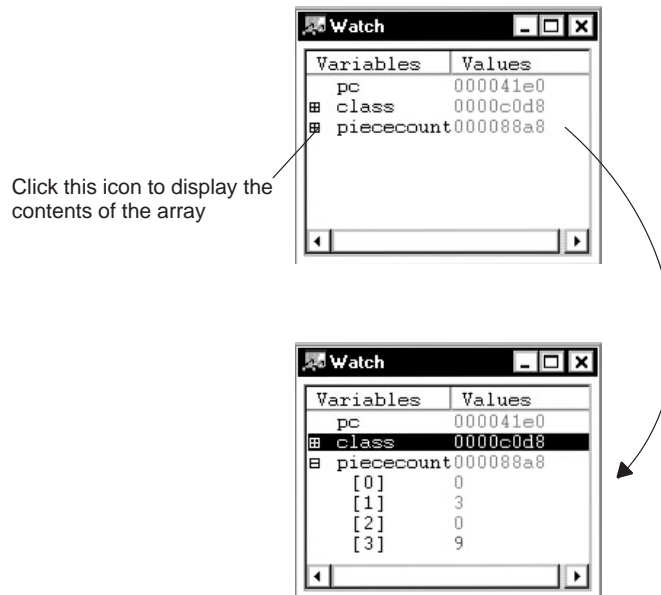 Watch
Variables Values
pc 000041e0
class 0000c0d8
piececount 000088a8
Click this icon to display the
contents of the array
Watch
Variables Values
pc 000041e0
class 0000c0d8
piececount 000088a8
[0] 0
[1] 3
[2] 0
[3] 9